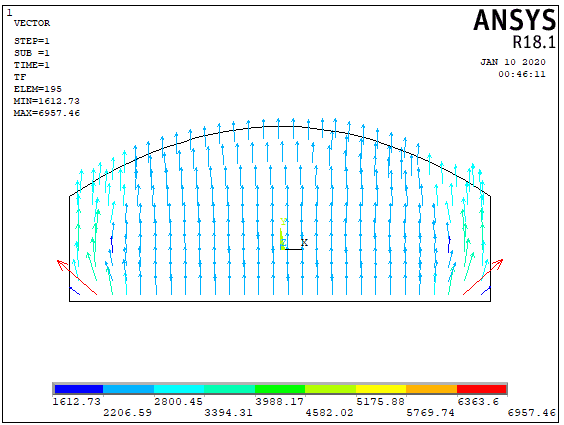 1
VECTOR
STEP=1
SUB =1
TIME=1
TF
ELEM=195
MIN=1612.73
MAX=6957.46
ANSYS
R18.1
JAN 10 2020
00:46:11
Y
Z X
1612.73 2800.45 3988.17 5175.88 6363.6
2206.59 3394.31 4582.02 5769.74 6957.46